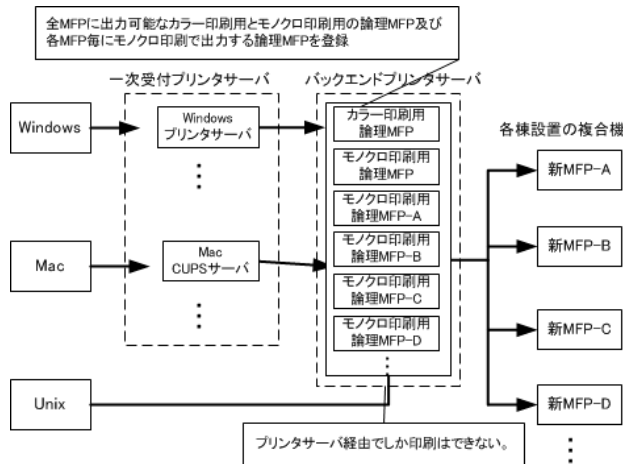 全MFPに出力可能なカラー印刷用とモノクロ印刷用の論理MFP及び
各MFP毎にモノクロ印刷で出力する論理MFPを登録
一次受付プリンタサーバ
バックエンドプリンタサーバ
各棟設置の複合機
Windows
Windows
プリンタサーバ
カラー印刷用
論理MFP
モノクロ印刷用
論理MFP
モノクロ印刷用
論理MFP-A
モノクロ印刷用
論理MFP-B
モノクロ印刷用
論理MFP-C
モノクロ印刷用
論理MFP-D
新MFP-A
新MFP-B
新MFP-C
新MFP-D
Mac
Mac
CUPSサーバ
Unix
プリンタサーバ経由でしか印刷はできない。